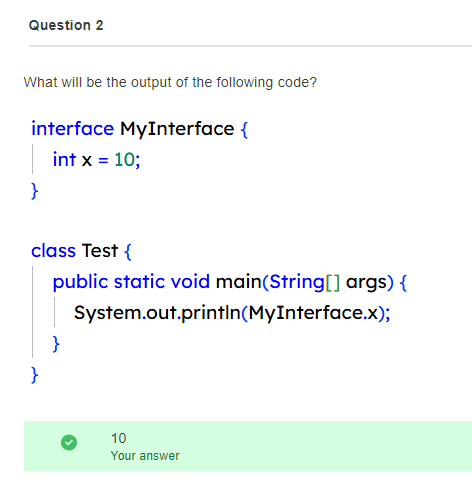 Question 2
What will be the output of the following code?
interface MyInterface {
int x = 10;
}
class Test {
public static void main(String[] args) {
System.out.println(MyInterface.x);
}
}
10
Your answer